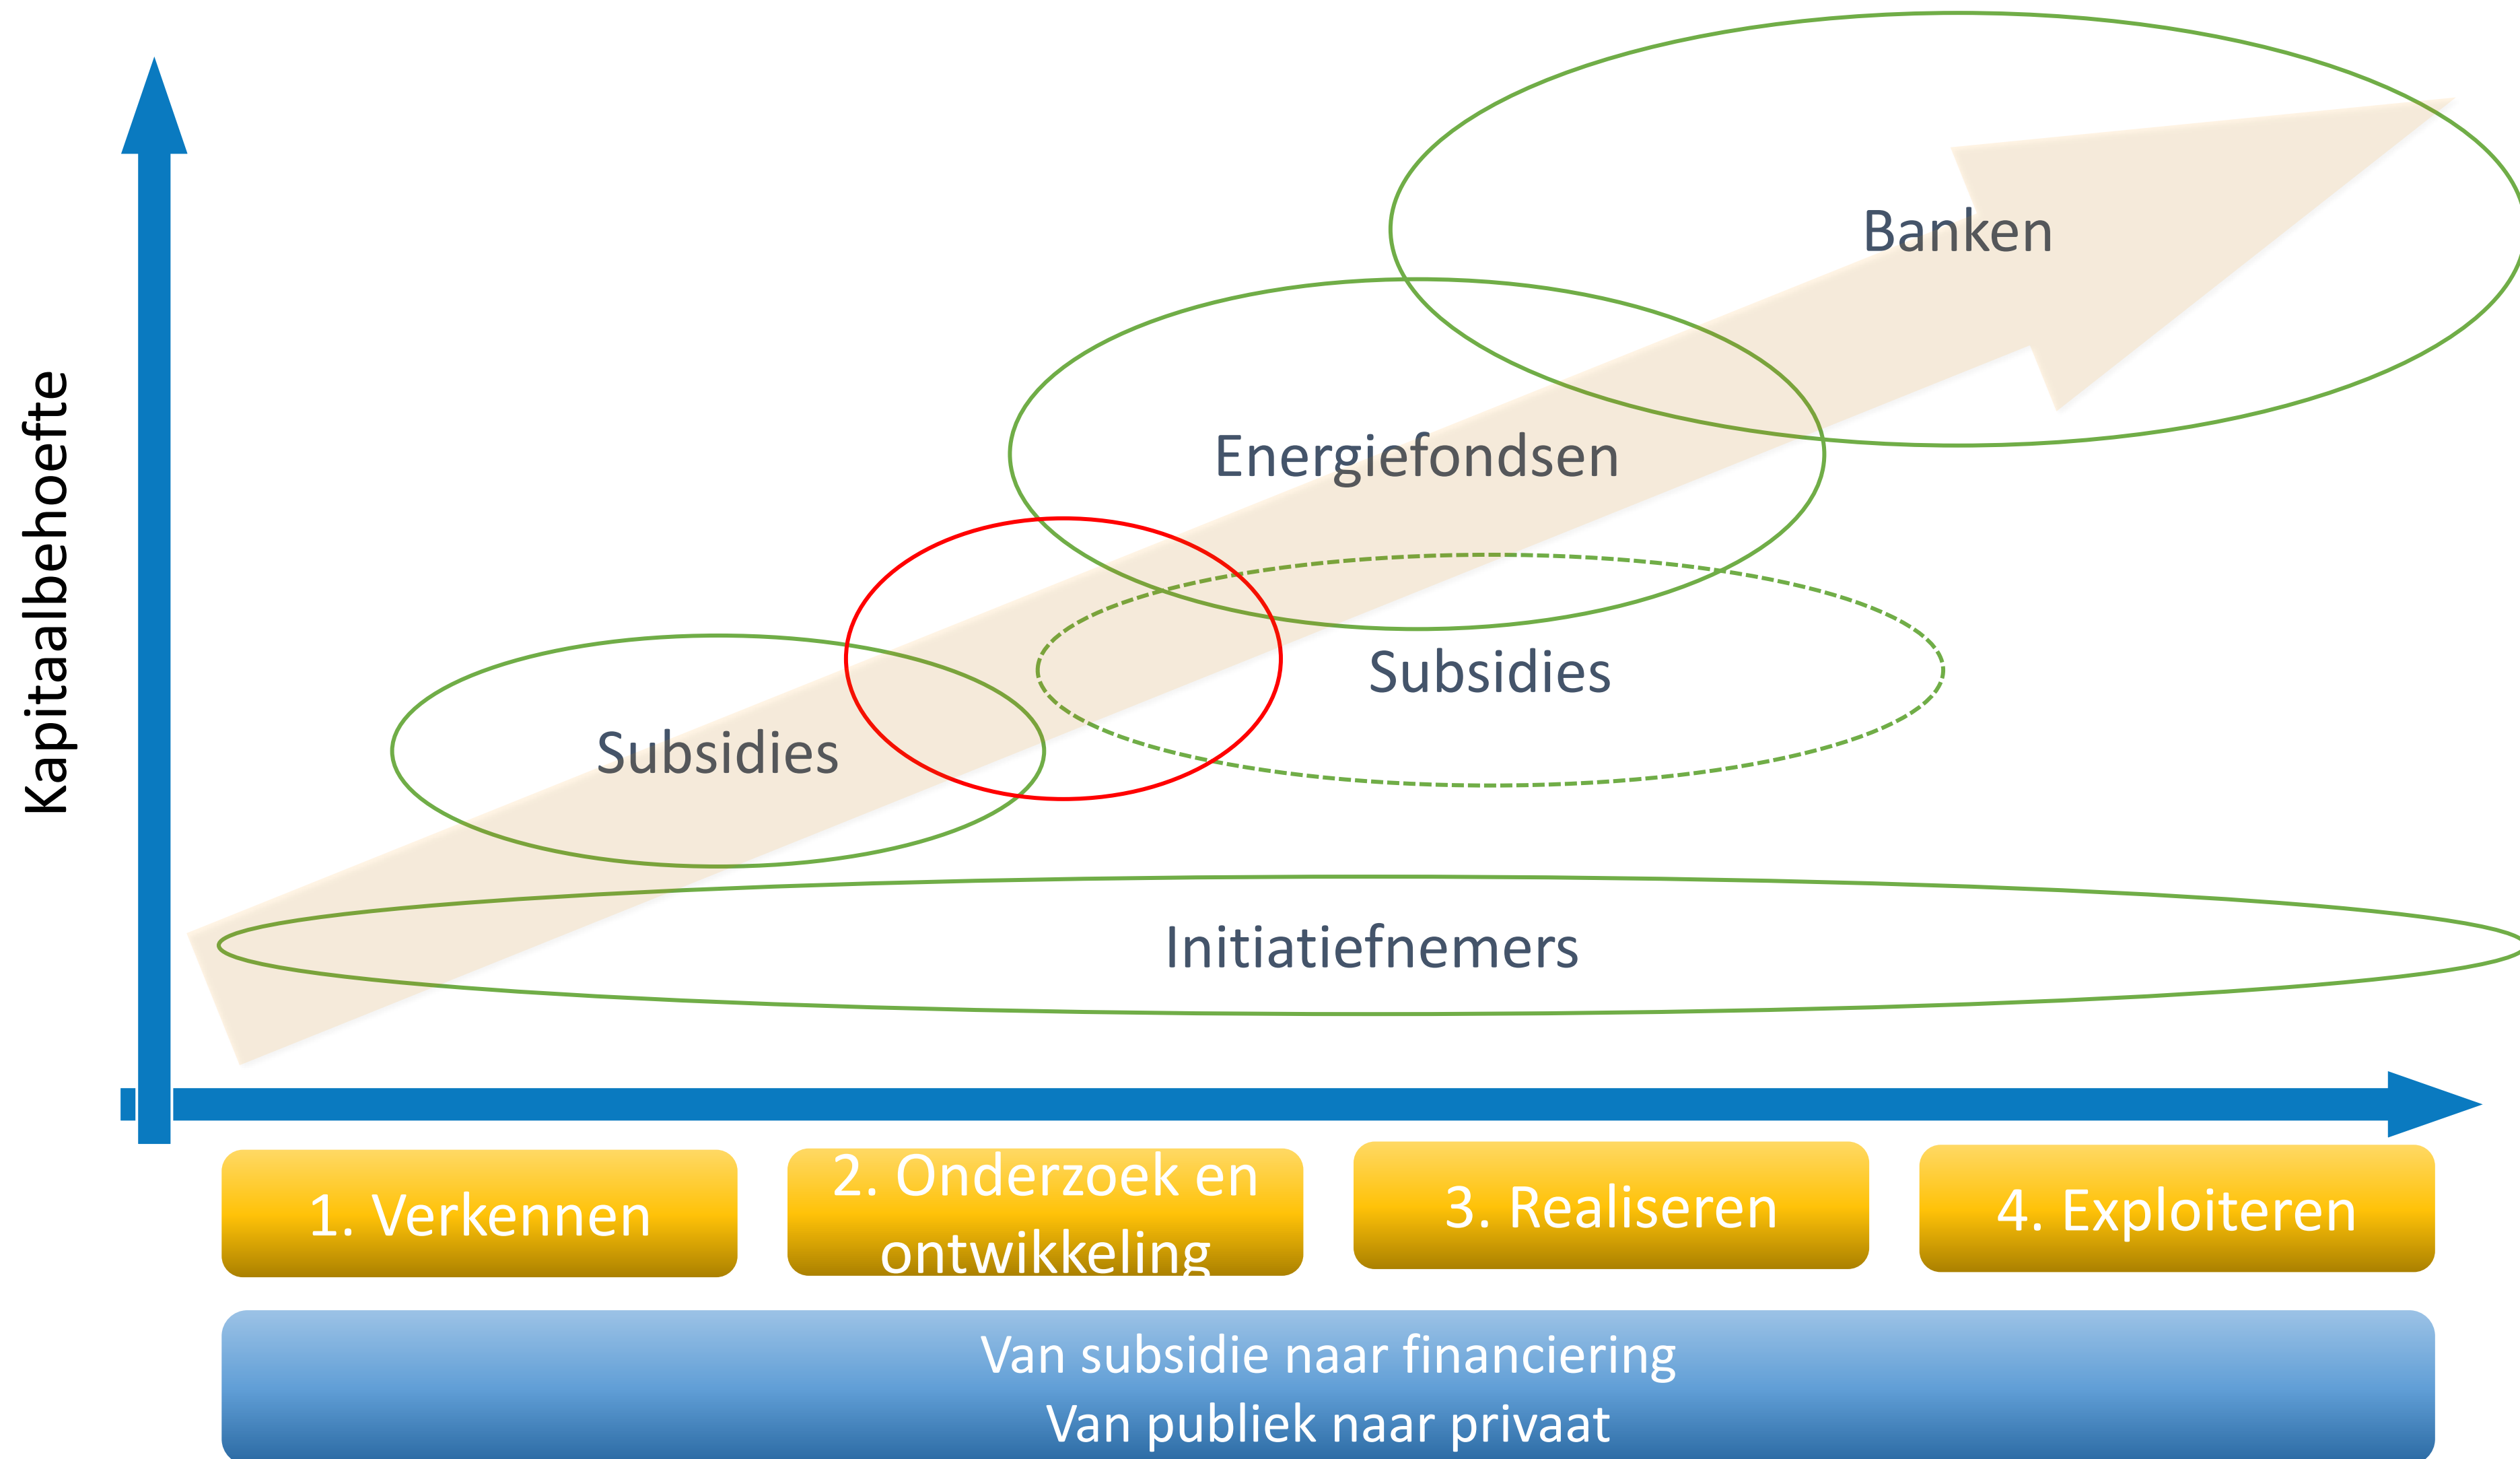 Kapitaalbehoefte
Banken
Energiefondsen
Subsidies
Subsidies
Initiatiefnemers
1. Verkennen
2. Onderzoek en
ontwikkeling
3. Realiseren
4. Exploiteren
Van subsidie naar financiering
Van publiek naar privaat